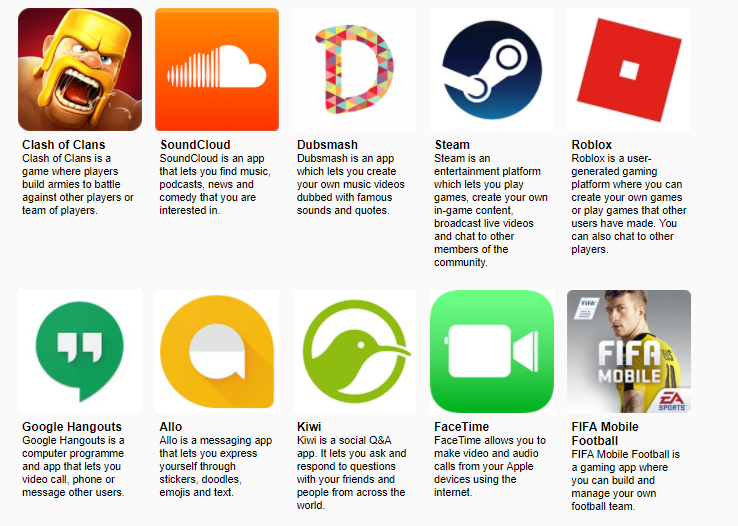 Clash of Clans
Clash of Clans is a
game where players
build armies to battle
against other players or
team of players.
SoundCloud
SoundCloud is an app
that lets you find music,
podcasts, news and
comedy that you are
interested in.
D
Dubsmash
Dubsmash is an app
which lets you create
your own music videos
dubbed with famous
sounds and quotes.
Steam
Steam is an
entertainment platform
which lets you play
games, create your own
in-game content,
broadcast live videos
and chat to other
members of the
community.
Roblox
Roblox is a user-
generated gaming
platform where you can
create your own games
or play games that other
users have made. You
can also chat to other
players.
Google Hangouts
Google Hangouts is a
computer programme
and app that lets you
video call, phone or
message other users.
Allo
Allo is a messaging app
that lets you express
yourself through
stickers, doodles,
emojis and text.
Kiwi
Kiwi is a social Q&A
app. It lets you ask and
respond to questions
with your friends and
people from across the
world.
FaceTime
FaceTime allows you to
make video and audio
calls from your Apple
devices using the
internet.
FIFA
FIFA
MOBILE
EA
SPORTS
FIFA Mobile
Football
FIFA Mobile Football is
a gaming app where
you can build and
manage your own
football team.